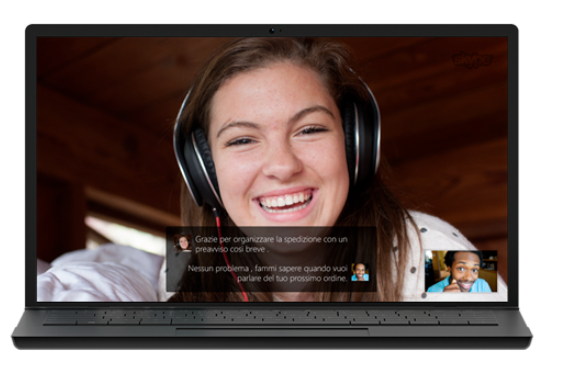 skype
Grazie per organizzare la spedizione con un
preavviso così breve .
Nessun problema , fammi sapere quando vuoi
parlare del tuo prossimo ordine.